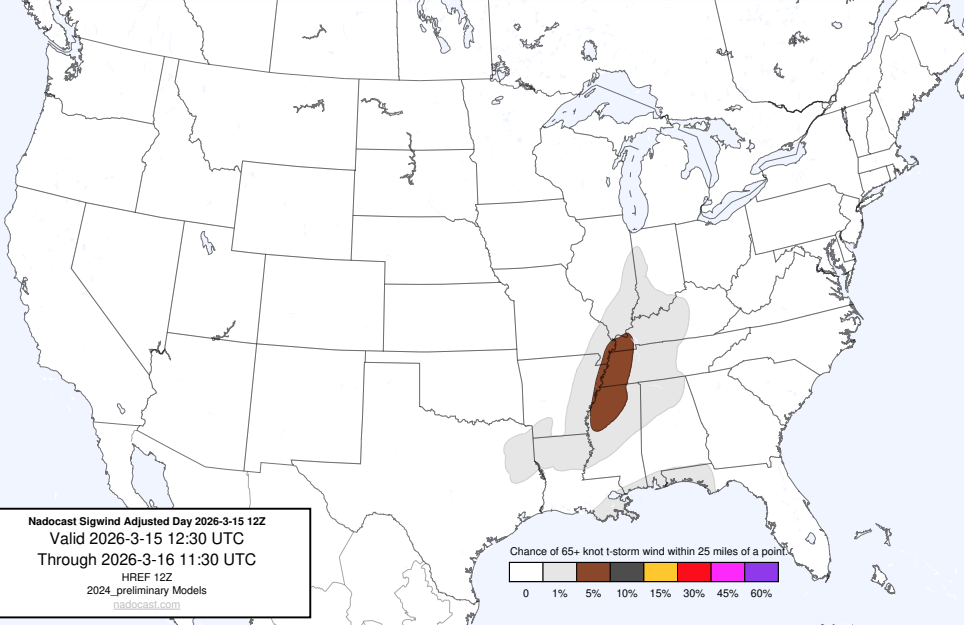 Nadocast Sigwind Adjusted Day 2026-3-15 12Z
Valid 2026-3-15 12:30 UTC
Through 2026-3-16 11:30 UTC
HREF 12Z
2024_preliminary Models
nadocast.com
Chance of 65+ knot t-storm wind within 25 miles of a point.
0 1% 5% 10% 15% 30% 45% 60%